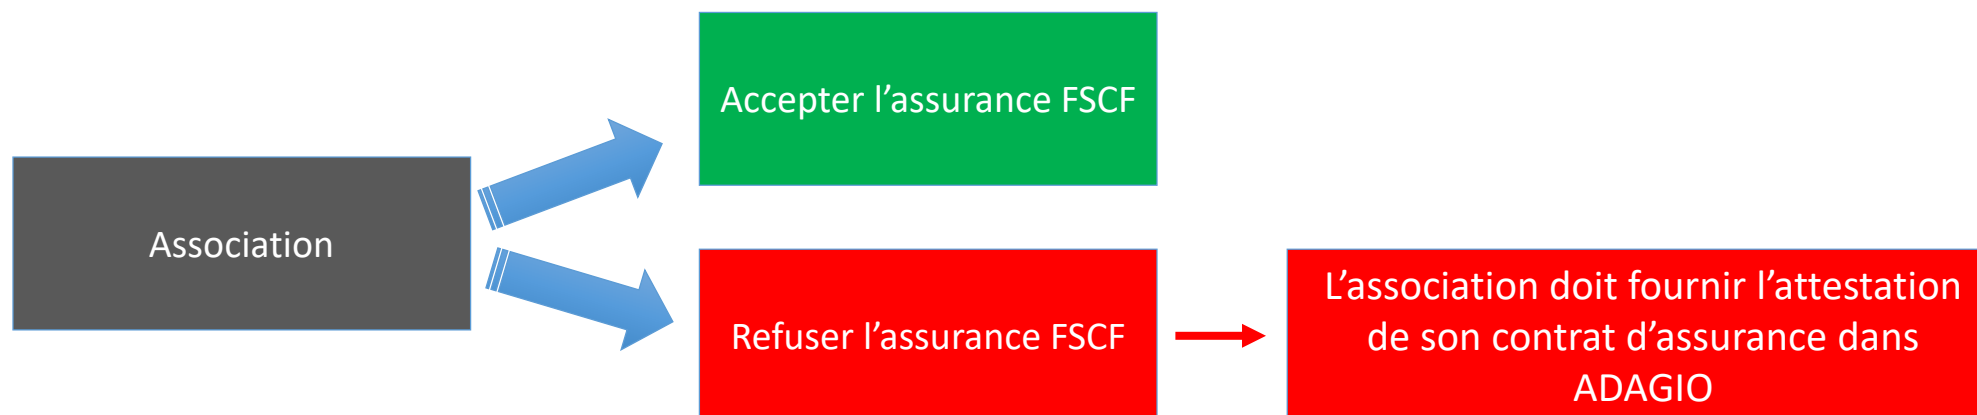 Accepter l’assurance FSCF
Association
Refuser l’assurance FSCF
L’association doit fournir l’attestation
de son contrat d’assurance dans
ADAGIO